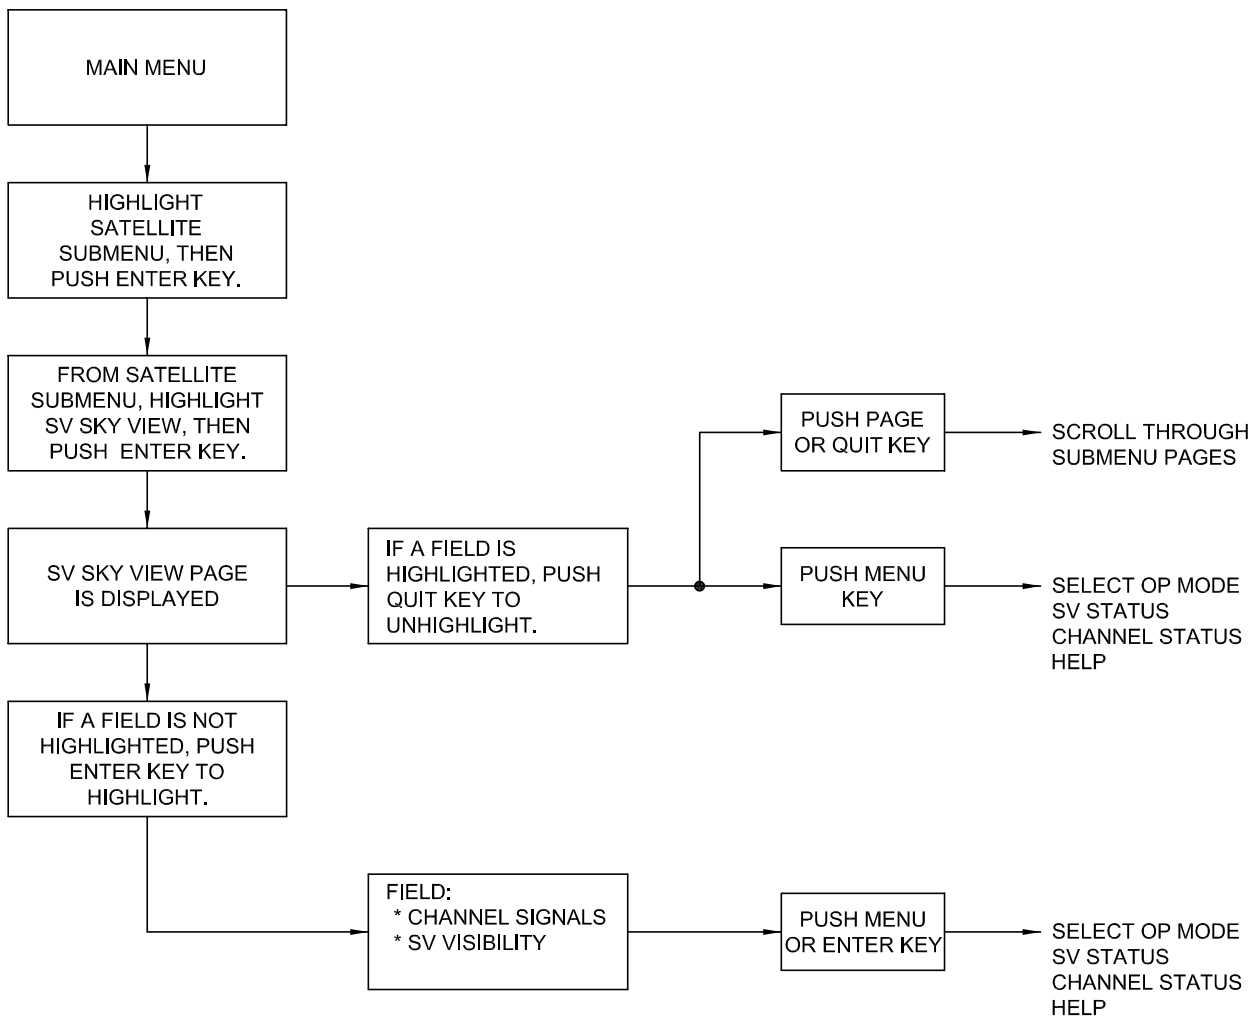 MAIN MENU
HIGHLIGHT
SATELLITE
SUBMENU, THEN
PUSH ENTER KEY.
FROM SATELLITE
SUBMENU, HIGHLIGHT
SV SKY VIEW, THEN
PUSH ENTER KEY.
SV SKY VIEW PAGE
IS DISPLAYED
IF A FIELD IS
HIGHLIGHTED, PUSH
QUIT KEY TO
UNHIGHLIGHT.
PUSH PAGE
OR QUIT KEY
SCROLL THROUGH
SUBMENU PAGES
PUSH MENU
KEY
SELECT OP MODE
SV STATUS
CHANNEL STATUS
HELP
IF A FIELD IS NOT
HIGHLIGHTED, PUSH
ENTER KEY TO
HIGHLIGHT.
FIELD:
* CHANNEL SIGNALS
* SV VISIBILITY
PUSH MENU
OR ENTER KEY
SELECT OP MODE
SV STATUS
CHANNEL STATUS
HELP